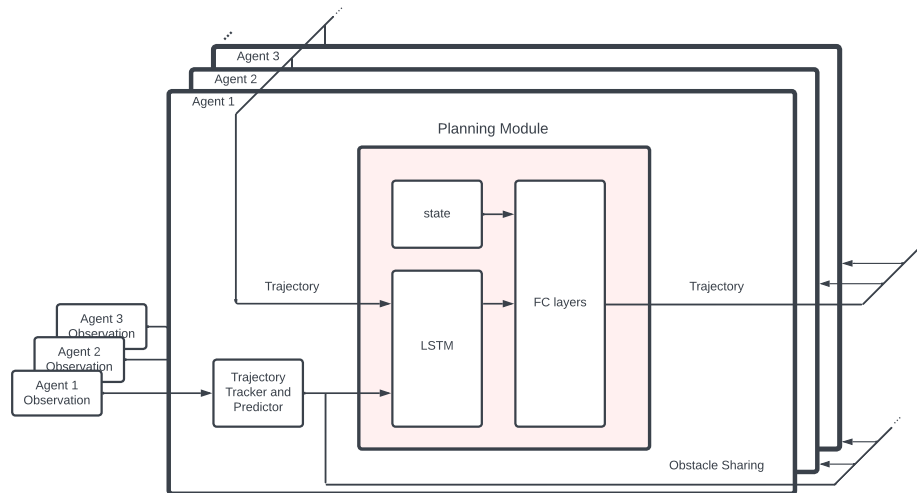 Agent 3
Agent 2
Agent 1
Planning Module
state
Trajectory
FC layers
Trajectory
LSTM
Agent 3
Observation
Agent 2
Observation
Agent 1
Observation
Trajectory
Tracker and
Predictor
Obstacle Sharing